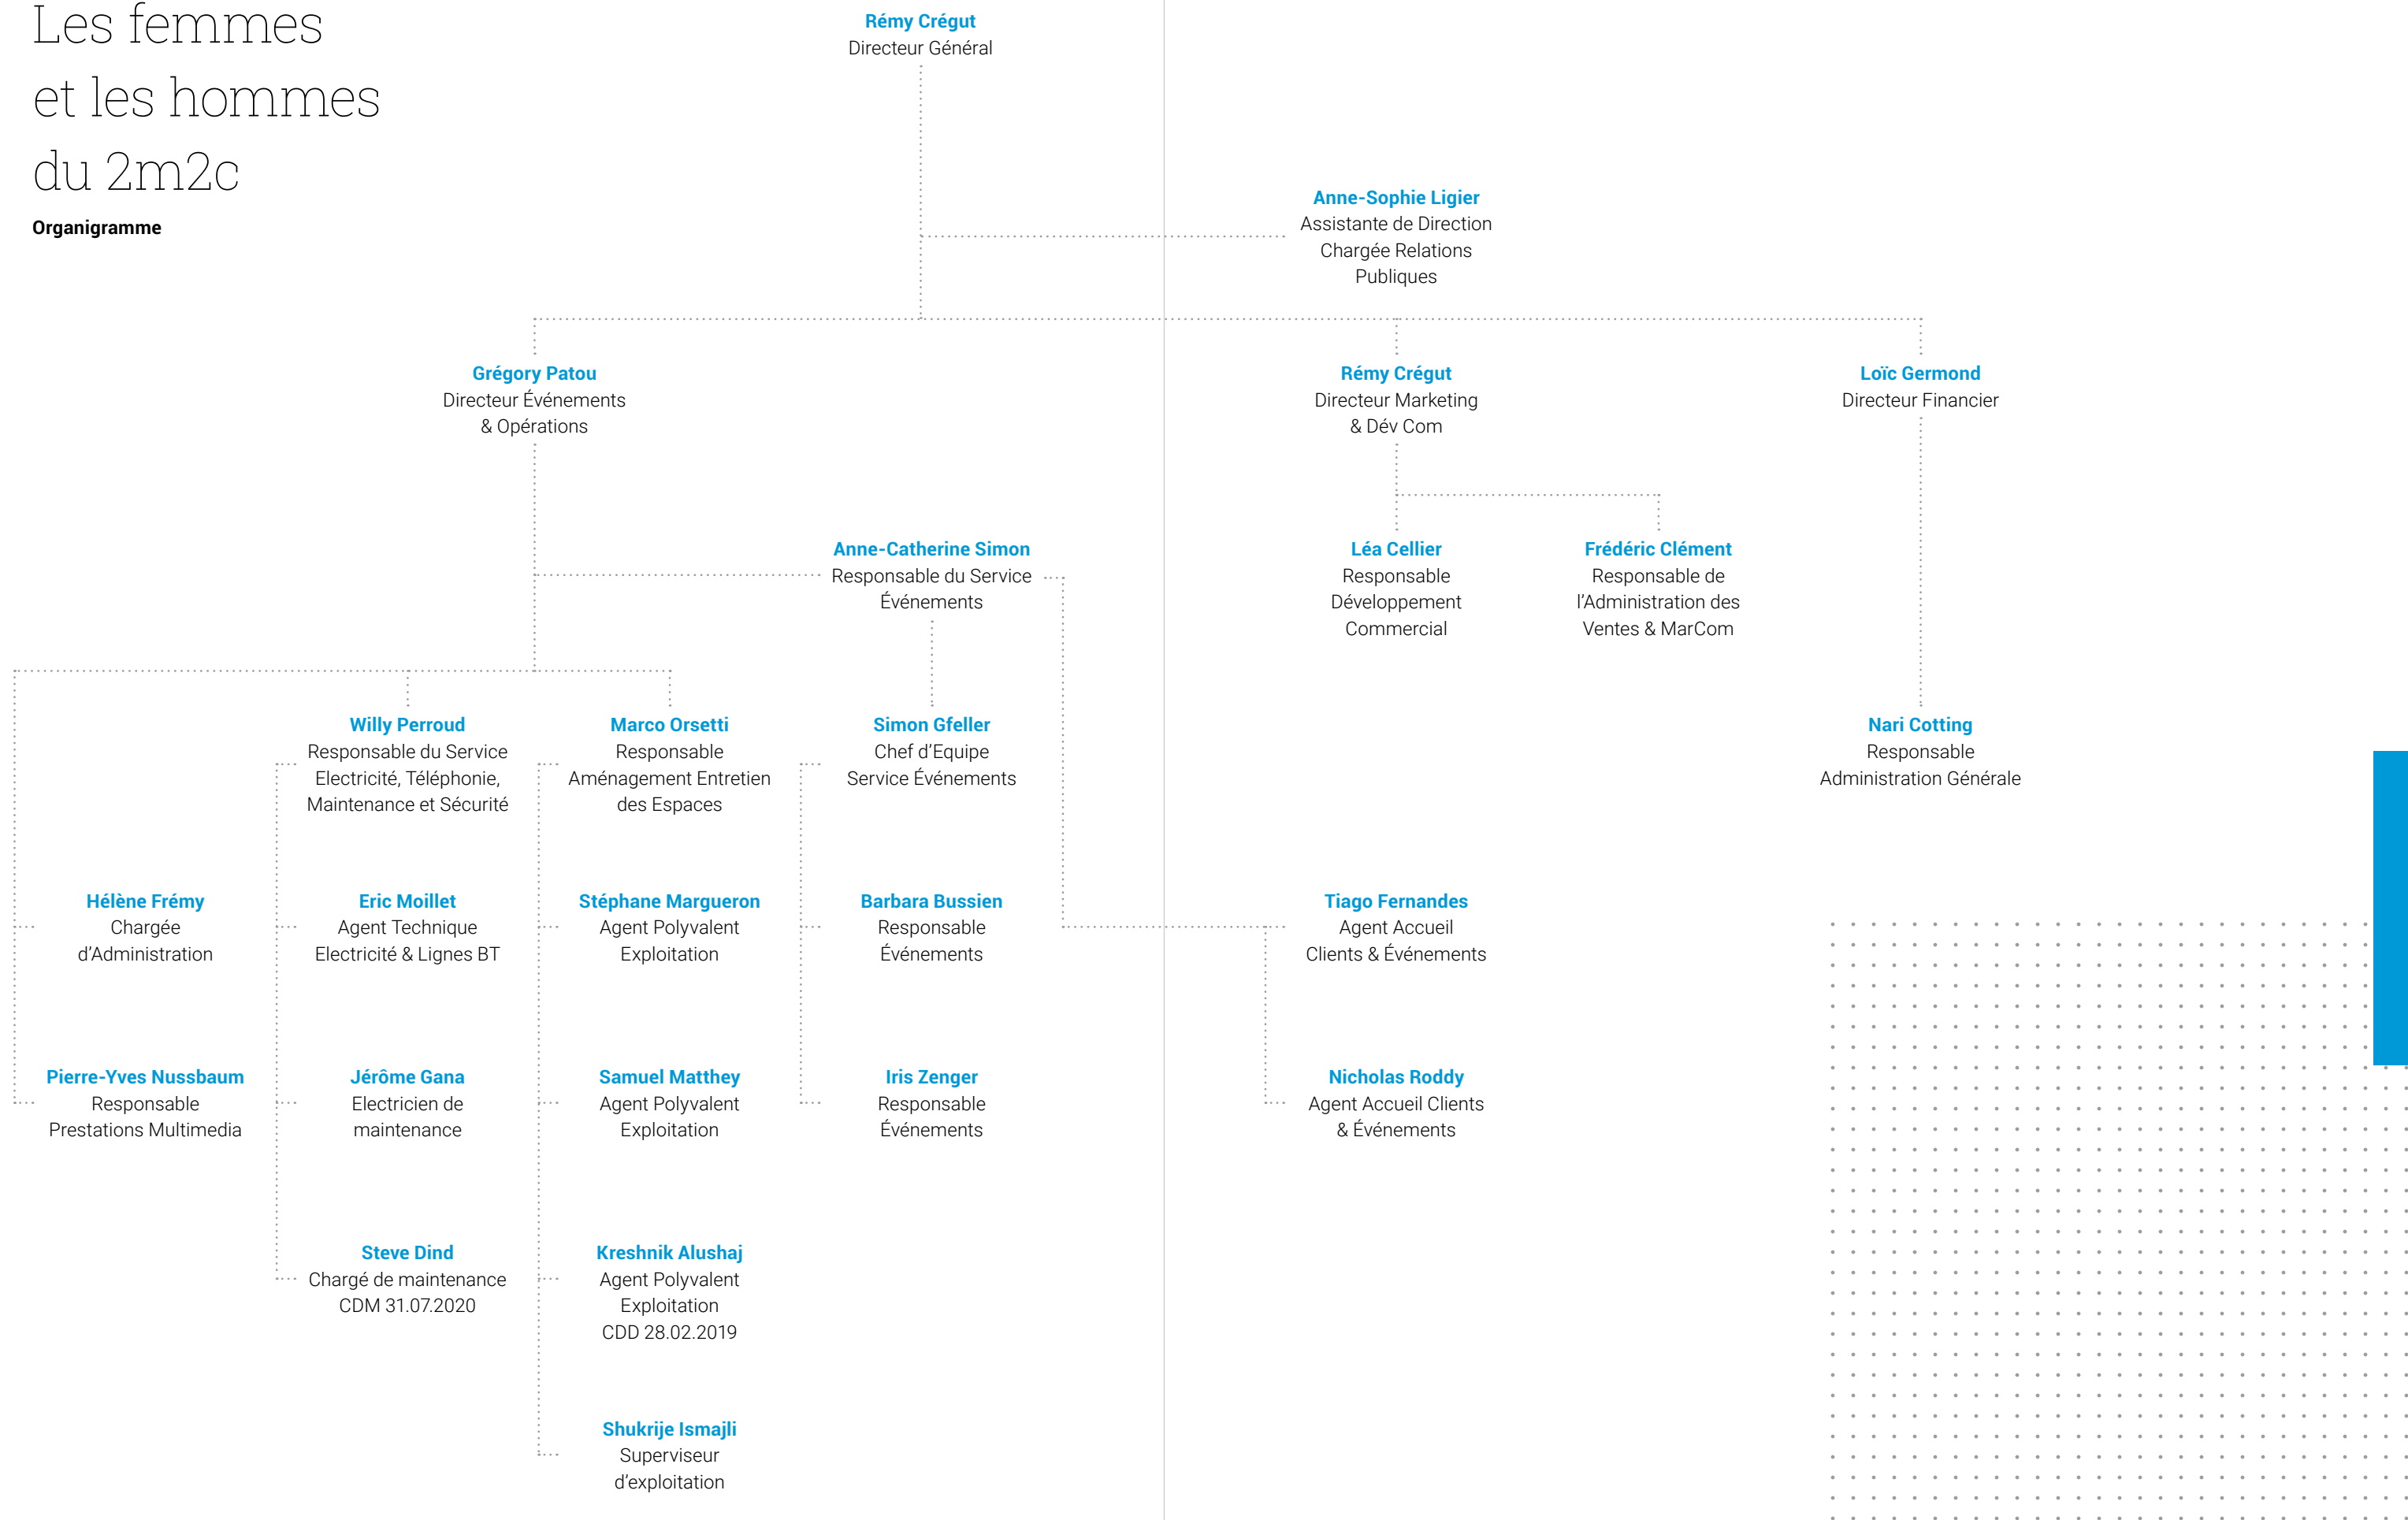 Les femmes
et les hommes
du 2m2c
Organigramme
Rémy Crégut
Directeur Général
Anne-Sophie Ligier
Assistante de Direction
Chargée Relations
Publiques
Grégory Patou
Directeur Événements
& Opérations
Rémy Crégut
Directeur Marketing
& Dév Com
Loïc Germond
Directeur Financier
Anne-Catherine Simon
Responsable du Service
Événements
Léa Cellier
Responsable
Développement
Commercial
Frédéric Clément
Responsable de
l'Administration des
Ventes & MarCom
Willy Perroud
Responsable du Service
Electricité, Téléphonie,
Maintenance et Sécurité
Marco Orsetti
Responsable
Aménagement Entretien
des Espaces
Simon Gfeller
Chef d'Equipe
Service Événements
Nari Cotting
Responsable
Administration Générale
Hélène Frémy
Chargée
d'Administration
Eric Moillet
Agent Technique
Electricité & Lignes BT
Stéphane Margueron
Agent Polyvalent
Exploitation
Barbara Bussien
Responsable
Événements
Tiago Fernandes
Agent Accueil
Clients & Événements
Pierre-Yves Nussbaum
Responsable
Prestations Multimedia
Jérôme Gana
Electricien de
maintenance
Samuel Matthey
Agent Polyvalent
Exploitation
Iris Zenger
Responsable
Événements
Nicholas Roddy
Agent Accueil Clients
& Événements
Steve Dind
Chargé de maintenance
CDM 31.07.2020
Kreshnik Alushaj
Agent Polyvalent
Exploitation
CDD 28.02.2019
Shukrije Ismajli
Superviseur
d'exploitation